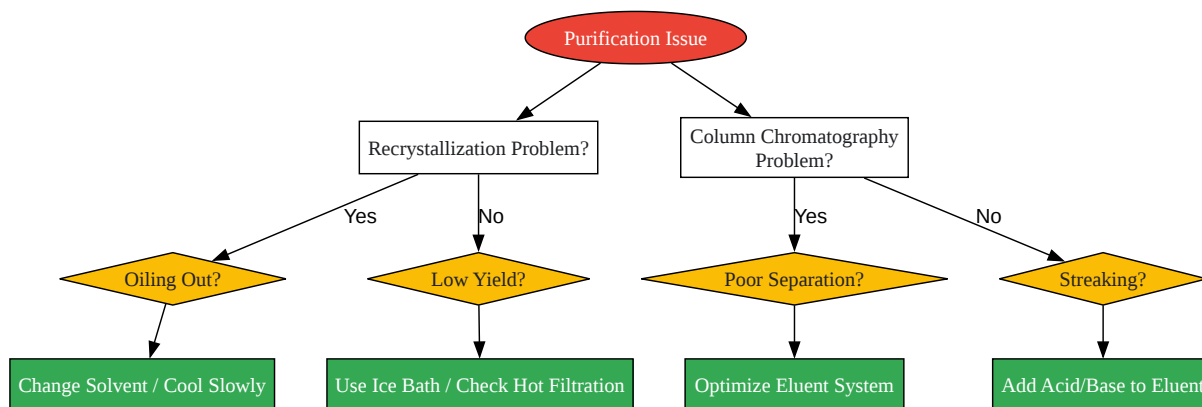 Purification Issue
Recrystallization Problem?
Column Chromatography
Problem?
Yes
No
Yes
No
Oiling Out?
Low Yield?
Poor Separation?
Streaking?
Change Solvent / Cool Slowly
Use Ice Bath / Check Hot Filtration
Optimize Eluent System
Add Acid/Base to Eluent